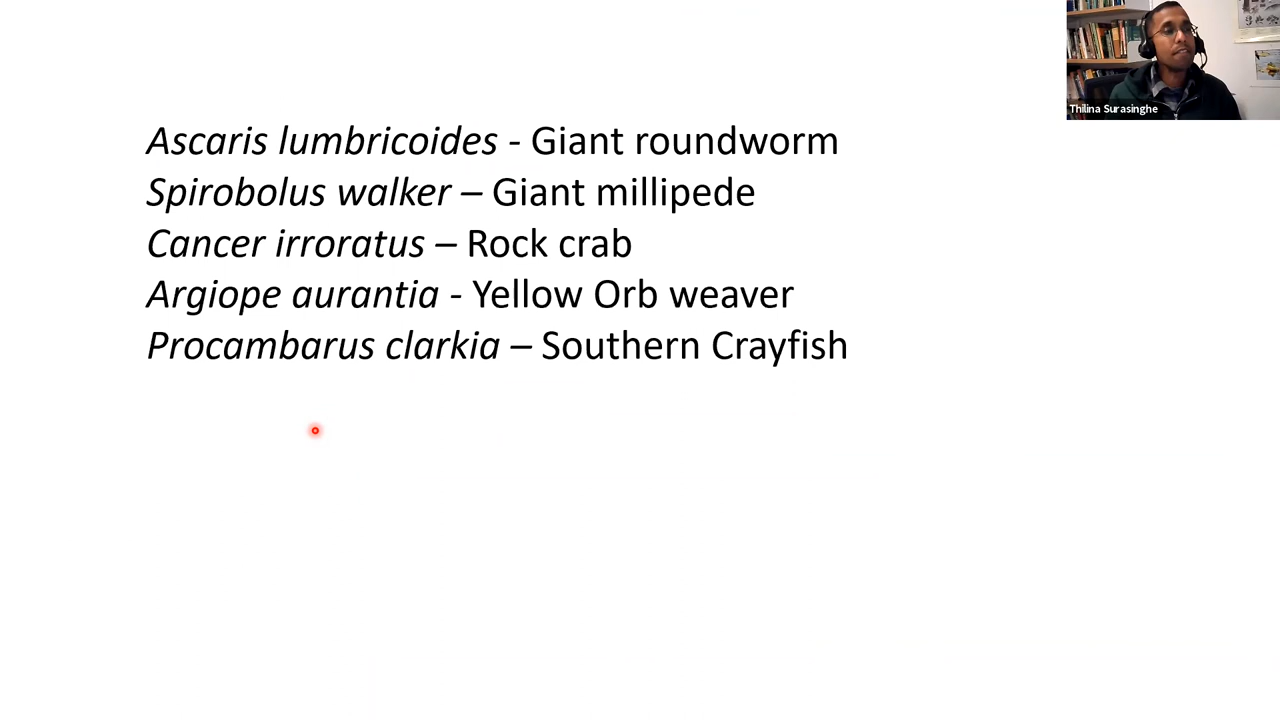 Thilina Surasinghe
Ascaris lumbricoides - Giant roundworm
Spirobolus walker – Giant millipede
Cancer irroratus – Rock crab
Argiope aurantia - Yellow Orb weaver
Procambarus clarkia – Southern Crayfish